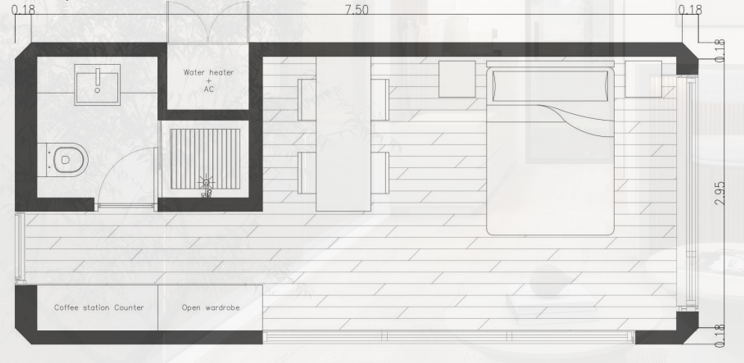 0.18
7.50
0.18
0.18
Water heater
+
AC
2.95
Coffee station Counter
Open wardrobe
0.18